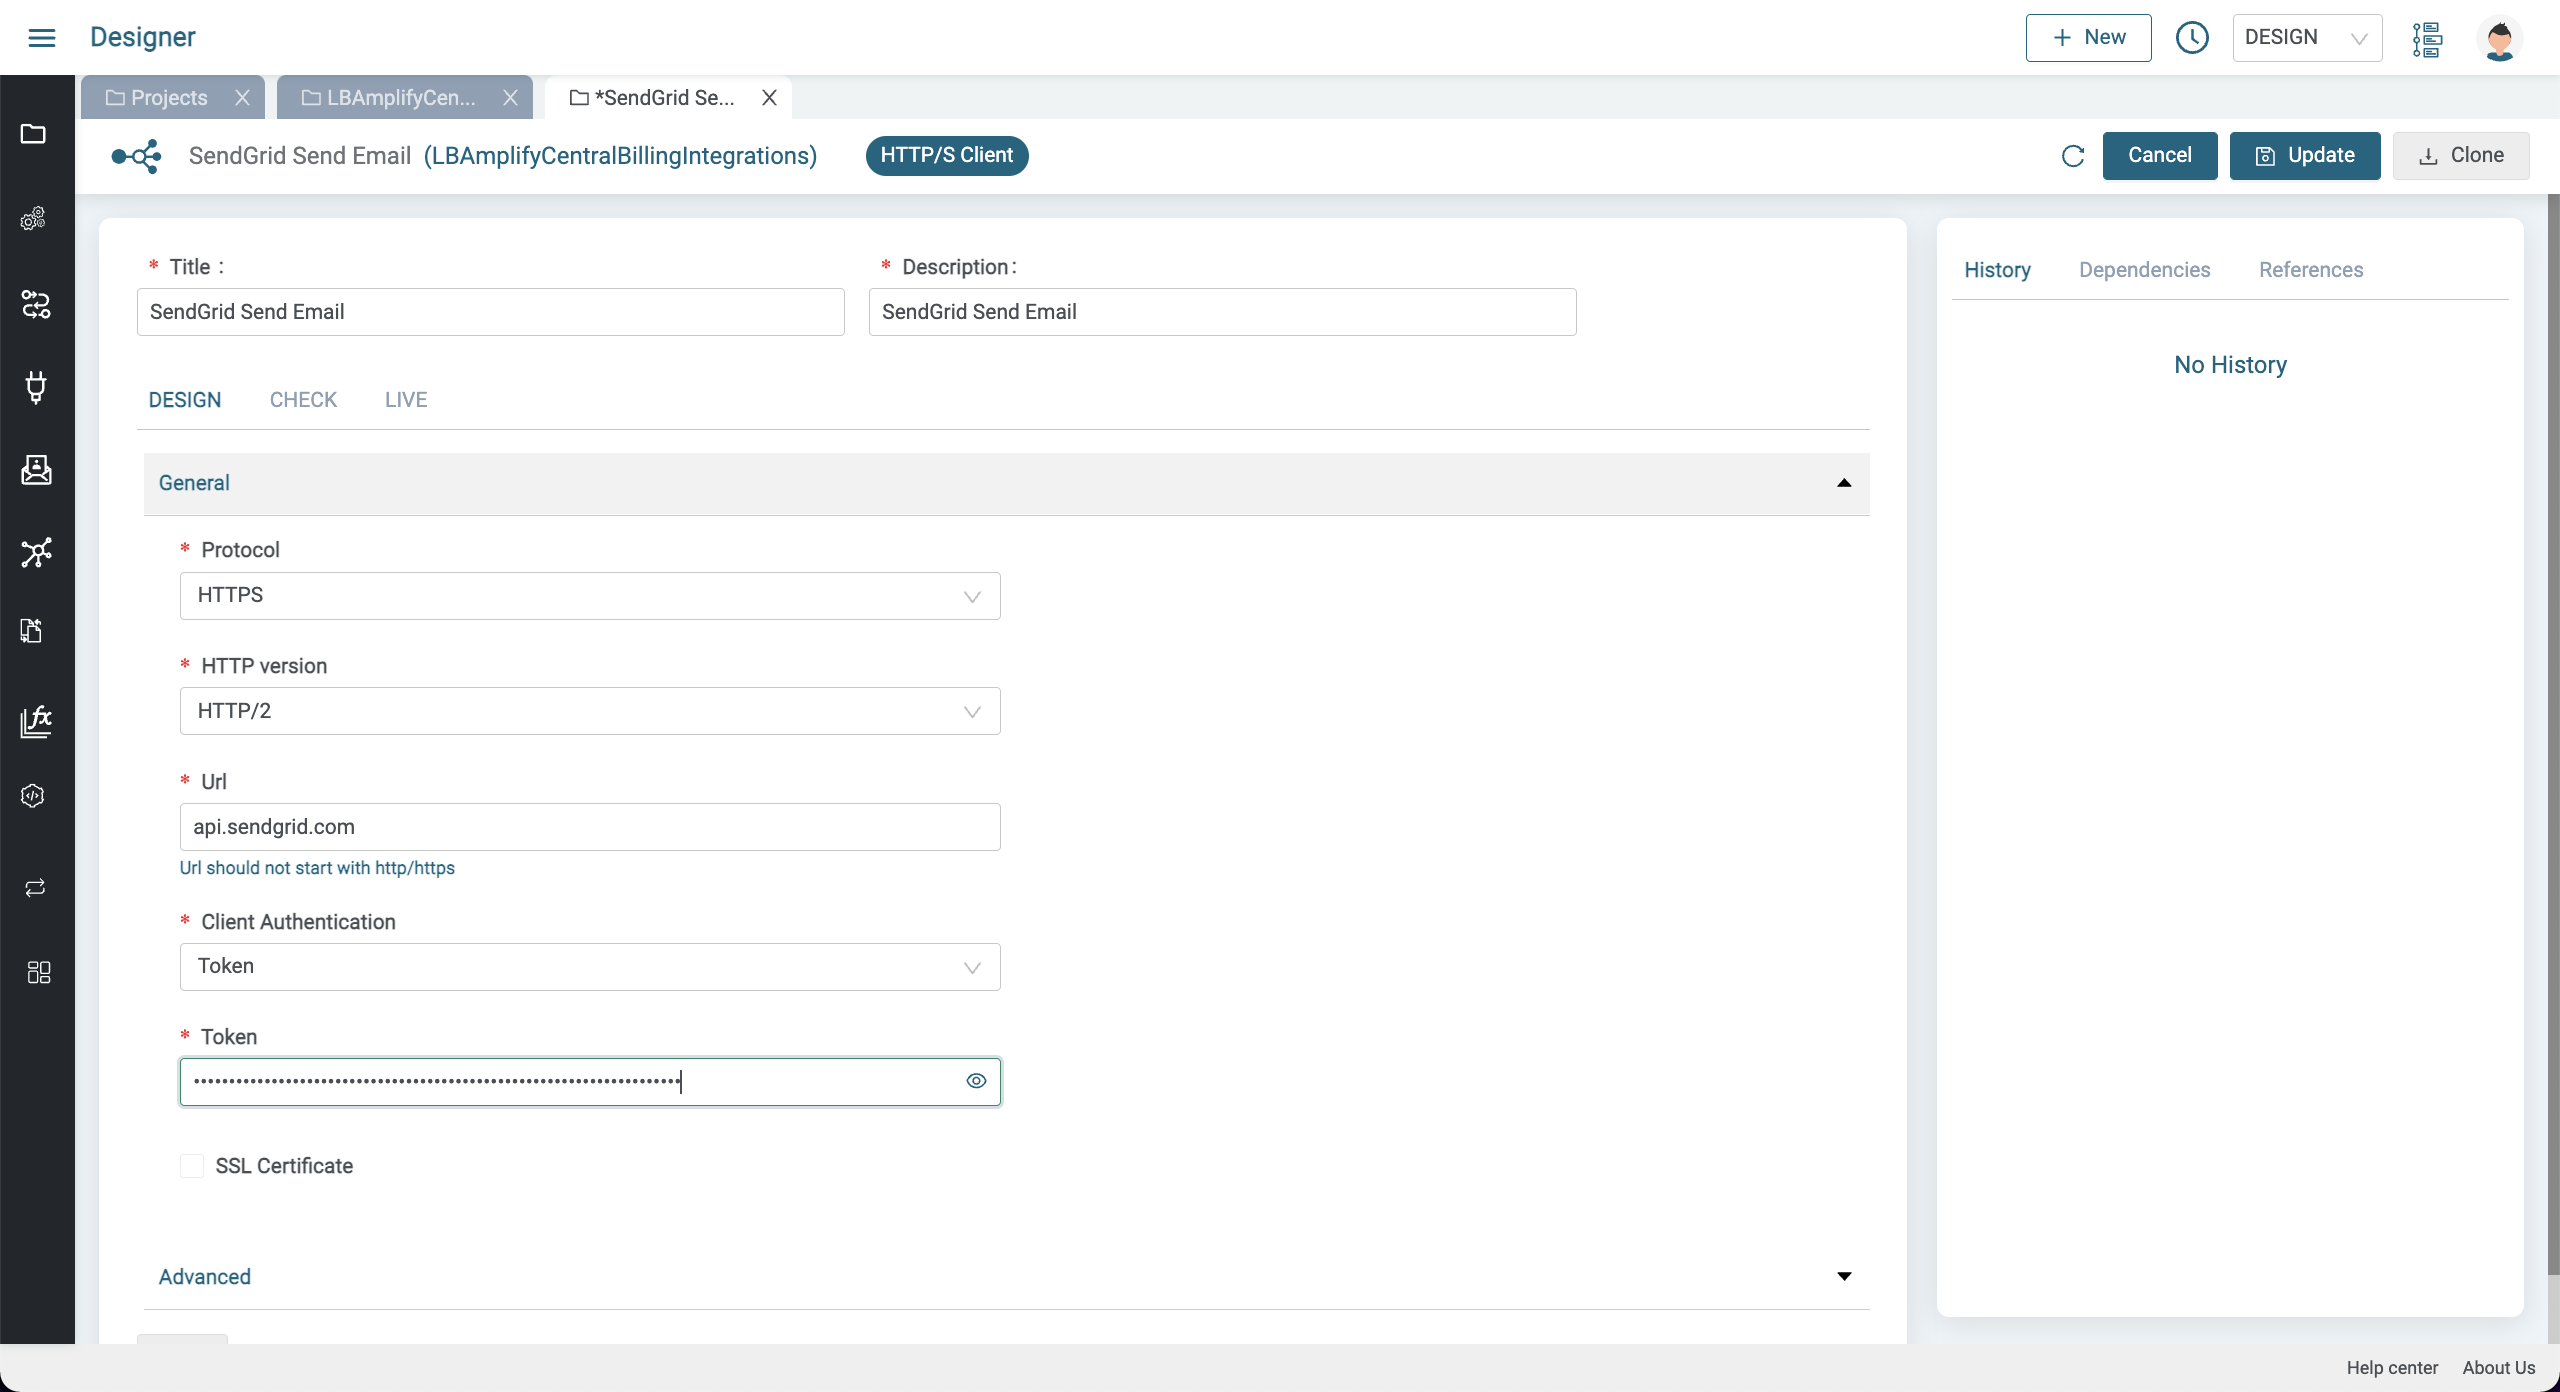 Designer
New
DESIGN
Projects
LBAmplifyCen...
*SendGrid Se...
SendGrid Send Email (LBAmplifyCentralBillingIntegrations)
HTTP/S Client
Cancel
Update
Clone
* Title :
* Description :
SendGrid Send Email
SendGrid Send Email
DESIGN
CHECK
LIVE
General
* Protocol
HTTPS
* HTTP version
HTTP/2
* Url
api.sendgrid.com
Url should not start with http/https
* Client Authentication
Token
* Token
SSL Certificate
Advanced
History
Dependencies
References
No History
Help center
About Us